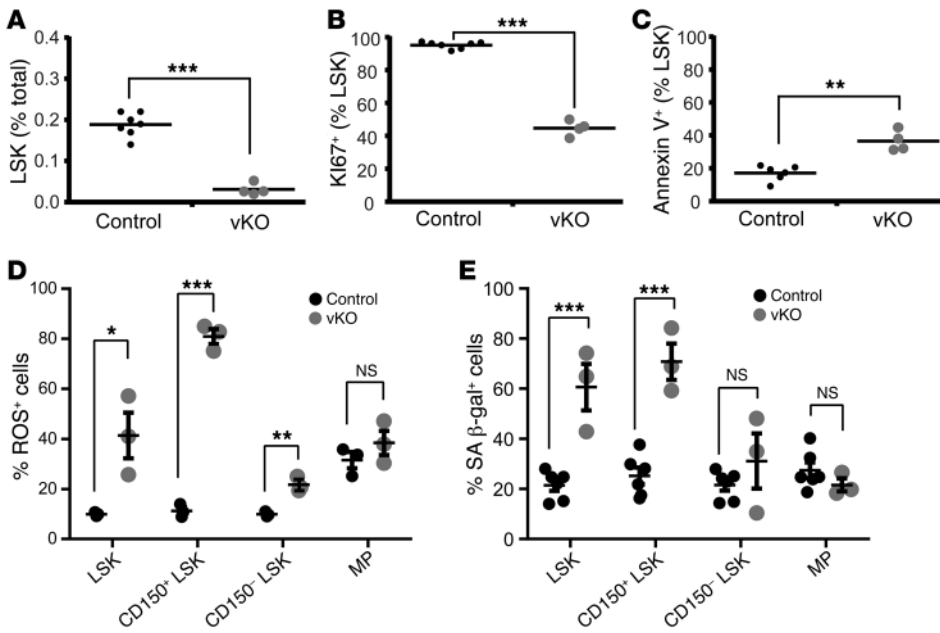 A
LSK (% total)
0.4
0.3
0.2
0.1
0.0
***
Control
vKO
B
KI67⁺ (% LSK)
100
80
60
40
20
0
***
Control
vKO
C
Annexin V⁺ (% LSK)
100
80
60
40
20
0
**
Control
vKO
D
% ROS⁺ cells
100
80
60
40
20
0
Control
vKO
*
***
**
NS
LSK
CD150⁺ LSK
CD150⁻ LSK
MP
E
% SA β-gal⁺ cells
100
80
60
40
20
0
Control
vKO
***
***
NS
NS
LSK
CD150⁺ LSK
CD150⁻ LSK
MP